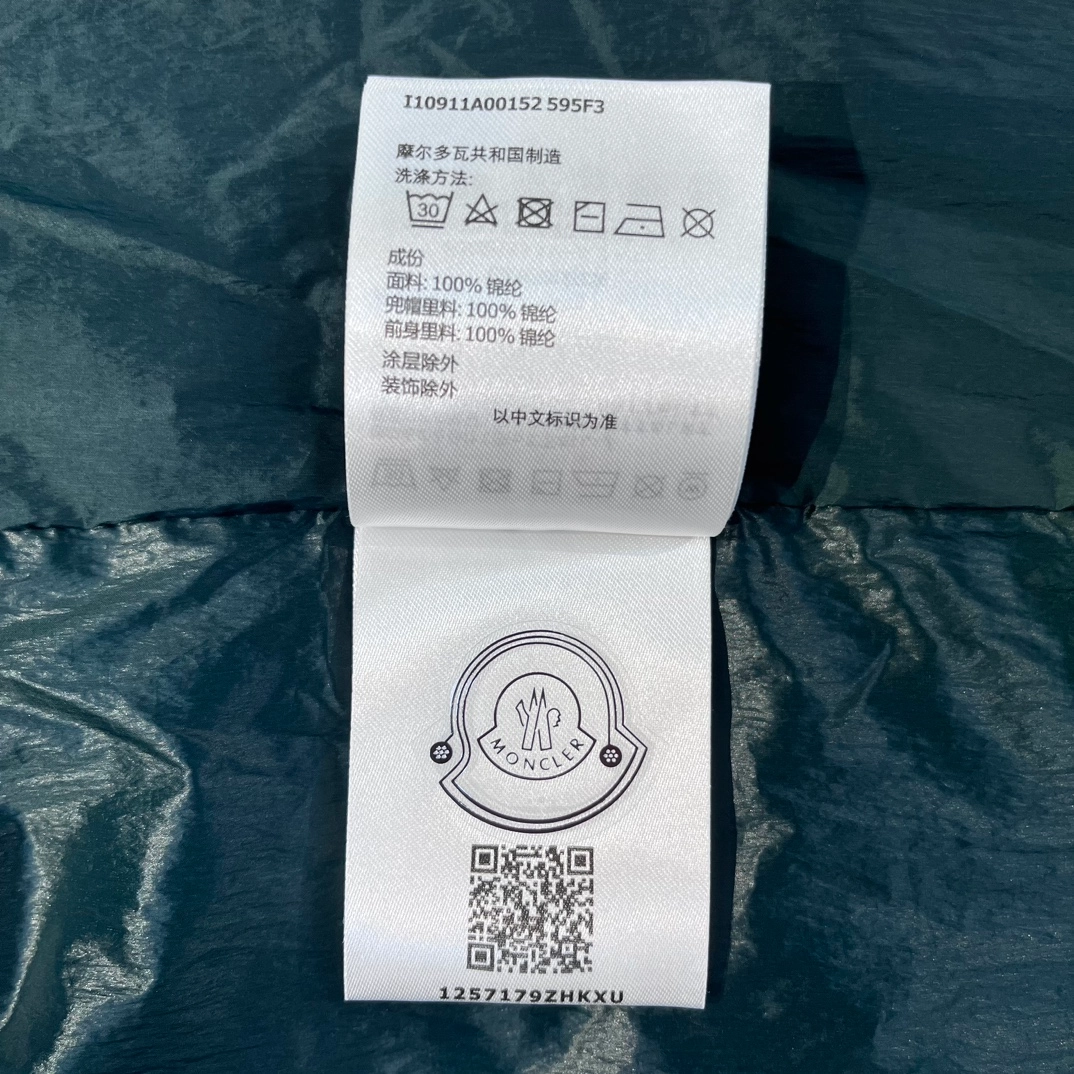 I10911A00152 595F3
摩尔多瓦共和国制造
洗涤方法:
30
成份
面料: 100% 锦纶
兜帽里料: 100% 锦纶
前身里料: 100% 锦纶
涂层除外
装饰除外
以中文标识为准
MONCLER
1257179ZHKXU